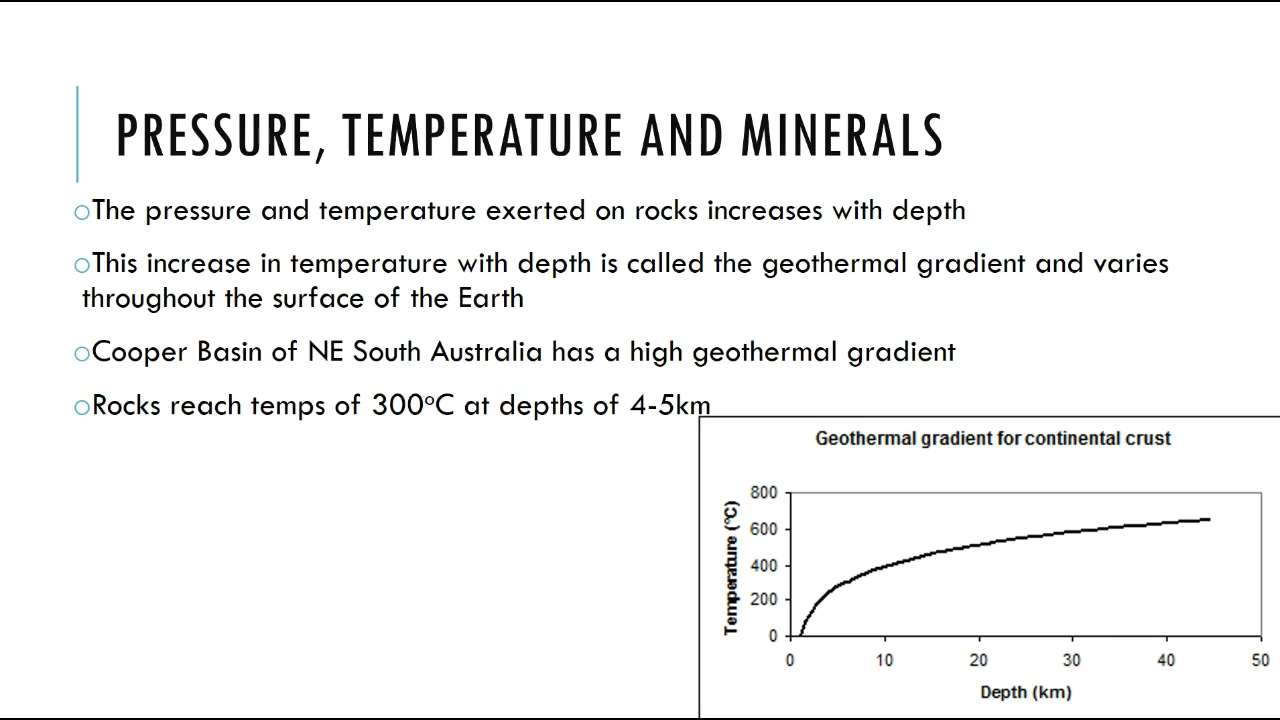 PRESSURE, TEMPERATURE AND MINERALS
The pressure and temperature exerted on rocks increases with depth
This increase in temperature with depth is called the geothermal gradient and varies
throughout the surface of the Earth
Cooper Basin of NE South Australia has a high geothermal gradient
Rocks reach temps of 300°C at depths of 4-5km
Geothermal gradient for continental crust
Temperature (°C)
800
600
400
200
0
0 10 20 30 40 50
Depth (km)